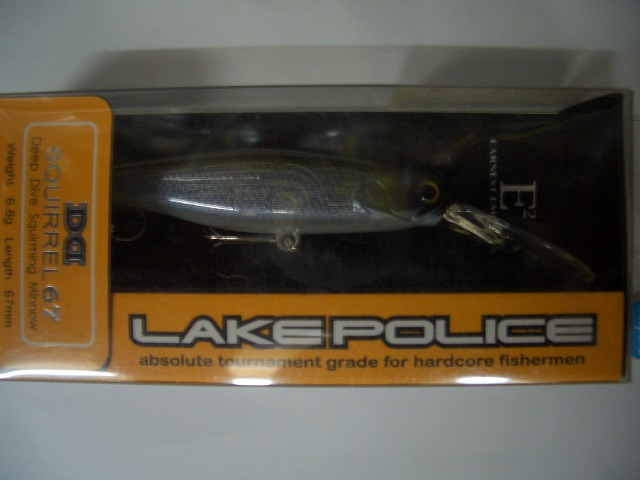 DD
SQUIRREL 67
Deep Dive Squirming Minnow
Weight 6.8g Length 67mm
E2
LAKE POLICE
absolute tournament grade for hardcore fishermen